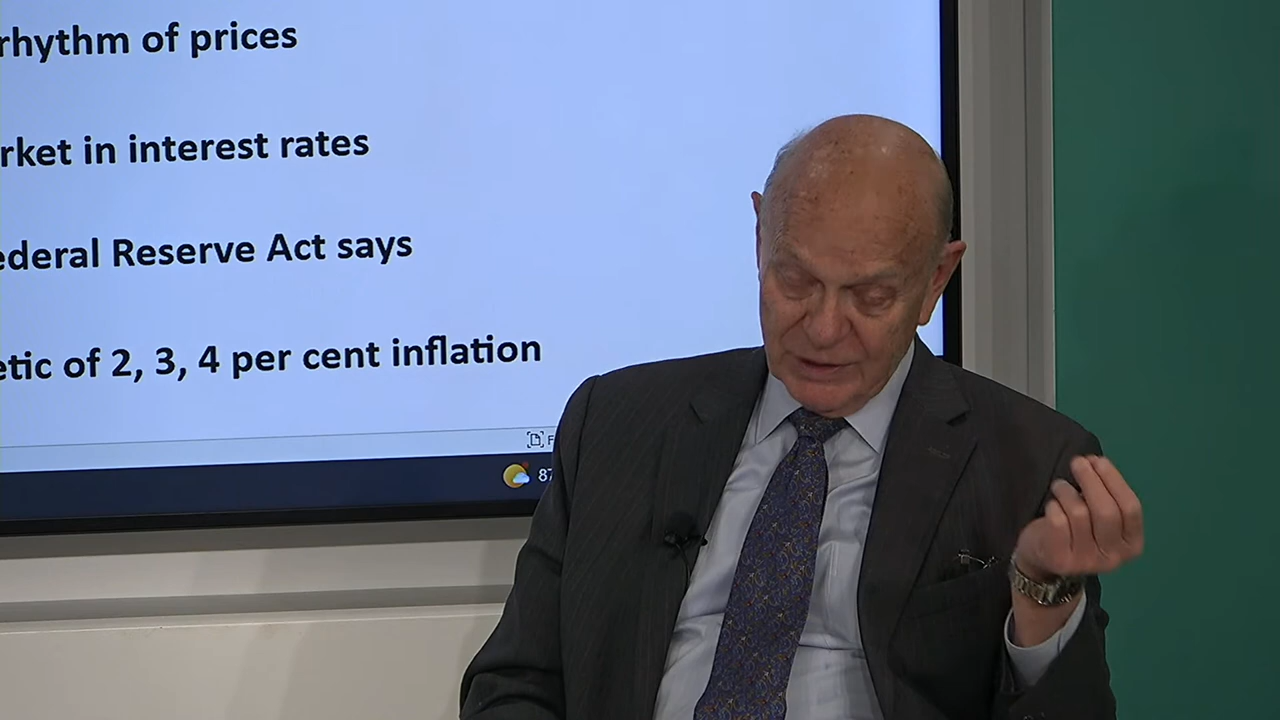 rhythm of prices
rket in interest rates
ederal Reserve Act says
etic of 2, 3, 4 per cent inflation
F
87